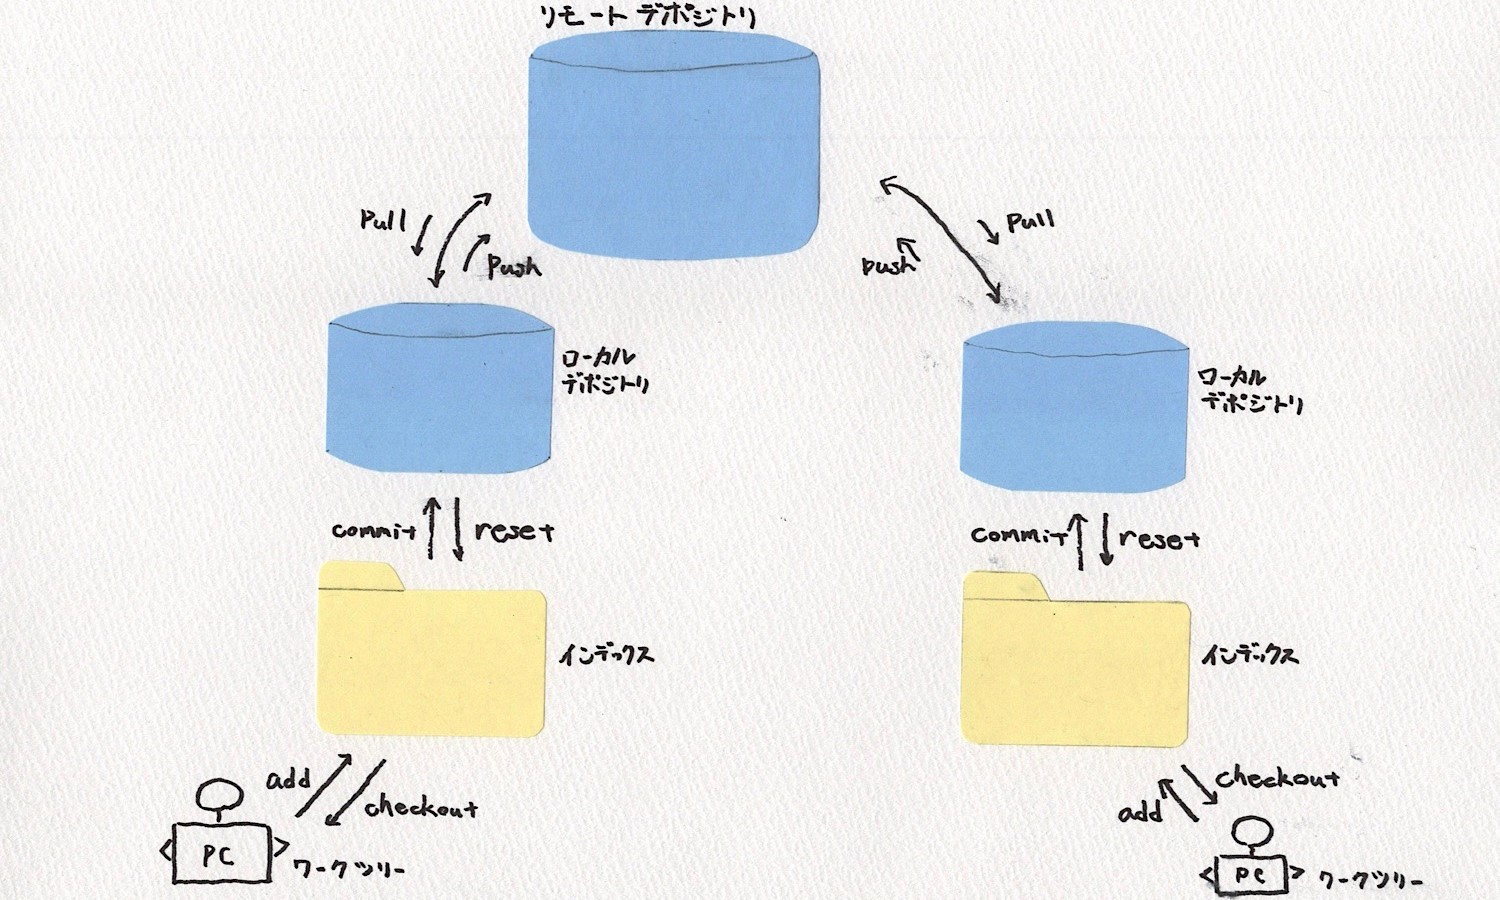 リモートデポジトリ
Pull
Push
Pull
push
ローカル
デポジトリ
ローカル
デポジトリ
commit
reset
commit
reset
インデックス
インデックス
add
checkout
PC
ワークツリー
checkout
add
PC
ワークツリー